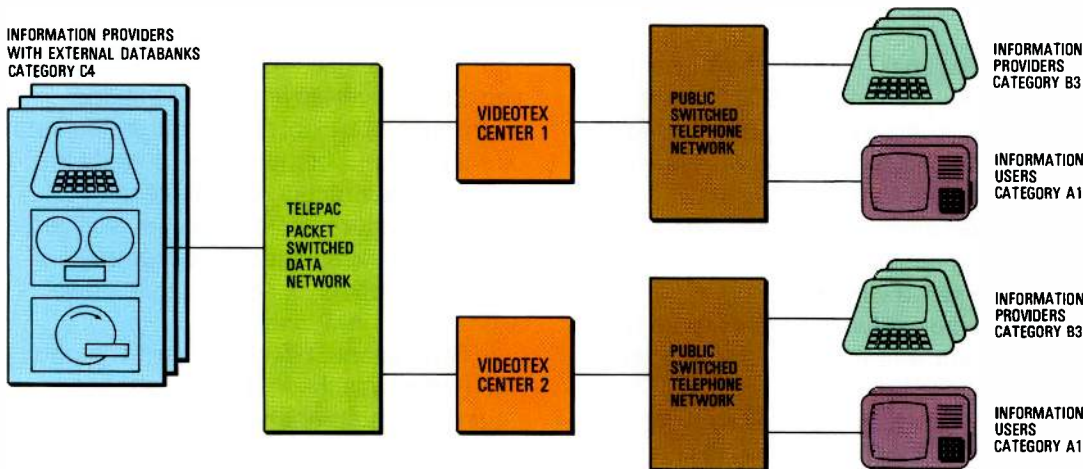 INFORMATION PROVIDERS
WITH EXTERNAL DATABANKS
CATEGORY C4
TELEPAC
PACKET
SWITCHED
DATA
NETWORK
VIDEOTEX
CENTER 1
PUBLIC
SWITCHED
TELEPHONE
NETWORK
INFORMATION
PROVIDERS
CATEGORY B3
INFORMATION
USERS
CATEGORY A1
VIDEOTEX
CENTER 2
PUBLIC
SWITCHED
TELEPHONE
NETWORK
INFORMATION
PROVIDERS
CATEGORY B3
INFORMATION
USERS
CATEGORY A1